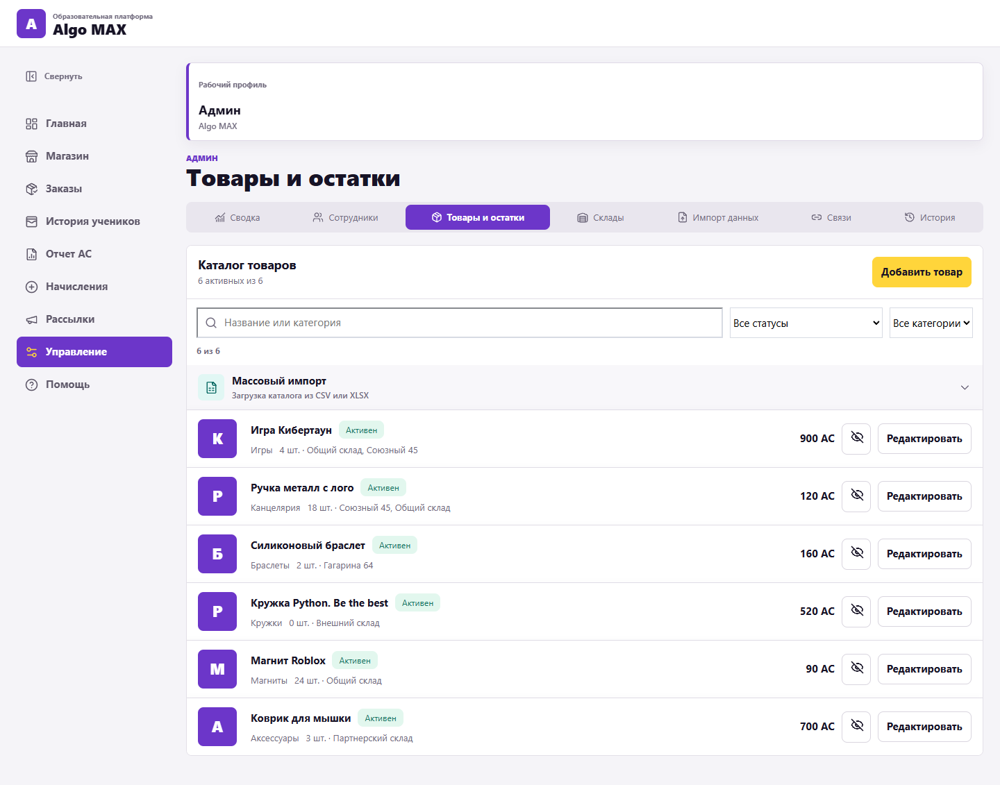 A
Образовательная платформа
Algo MAX
Свернуть
Главная
Магазин
Заказы
История учеников
Отчет АС
Начисления
Рассылки
Управление
Помощь
Рабочий профиль
Админ
Algo MAX
АДМИН
Товары и остатки
Сводка
Сотрудники
Товары и остатки
Склады
Импорт данных
Связи
История
Каталог товаров
6 активных из 6
Добавить товар
Название или категория
Все статусы
Все категории
6 из 6
Массовый импорт
Загрузка каталога из CSV или XLSX
К
Игра Кибертаун Активен
Игры 4 шт. · Общий склад, Союзный 45
900 АС
Редактировать
Р
Ручка металл с лого Активен
Канцелярия 18 шт. · Союзный 45, Общий склад
120 АС
Редактировать
Б
Силиконовый браслет Активен
Браслеты 2 шт. · Гагарина 64
160 АС
Редактировать
P
Кружка Python. Be the best Активен
Кружки 0 шт. · Внешний склад
520 АС
Редактировать
М
Магнит Roblox Активен
Магниты 24 шт. · Общий склад
90 АС
Редактировать
А
Коврик для мышки Активен
Аксессуары 3 шт. · Партнерский склад
700 АС
Редактировать